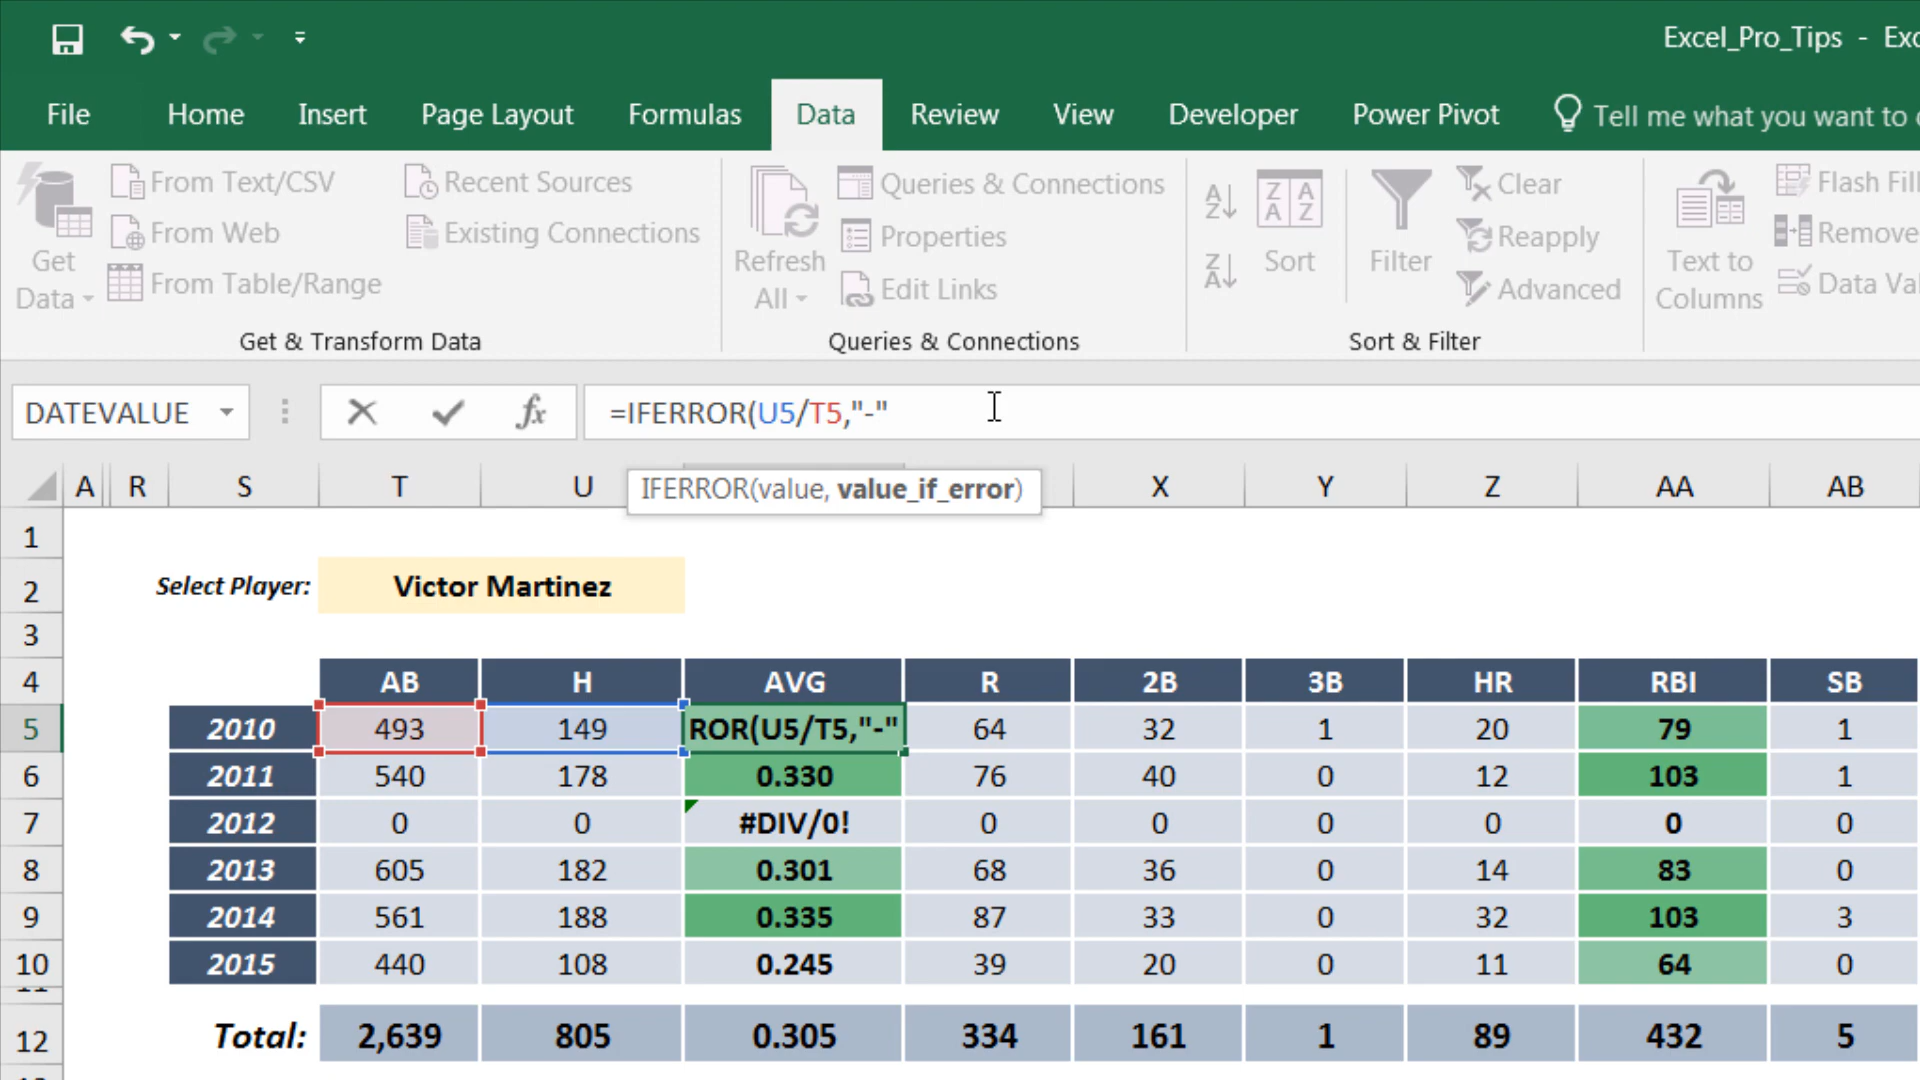 Excel_Pro_Tips - Exc
File Home Insert Page Layout Formulas Data Review View Developer Power Pivot Tell me what you want to
Get Data
From Text/CSV
From Web
From Table/Range
Recent Sources
Existing Connections
Get & Transform Data
Refresh All
Queries & Connections
Properties
Edit Links
Queries & Connections
Sort
Filter
Clear
Reapply
Advanced
Sort & Filter
Text to Columns
Flash Fill
Remove
Data Va
DATEVALUE fx =IFERROR(U5/T5,"-"
IFERROR(value, value_if_error)
A R S T U X Y Z AA AB
1
2 Select Player: Victor Martinez
3
4 AB H AVG R 2B 3B HR RBI SB
5 2010 493 149 ROR(U5/T5,"-" 64 32 1 20 79 1
6 2011 540 178 0.330 76 40 0 12 103 1
7 2012 0 0 #DIV/0! 0 0 0 0 0 0
8 2013 605 182 0.301 68 36 0 14 83 0
9 2014 561 188 0.335 87 33 0 32 103 3
10 2015 440 108 0.245 39 20 0 11 64 0
12 Total: 2,639 805 0.305 334 161 1 89 432 5